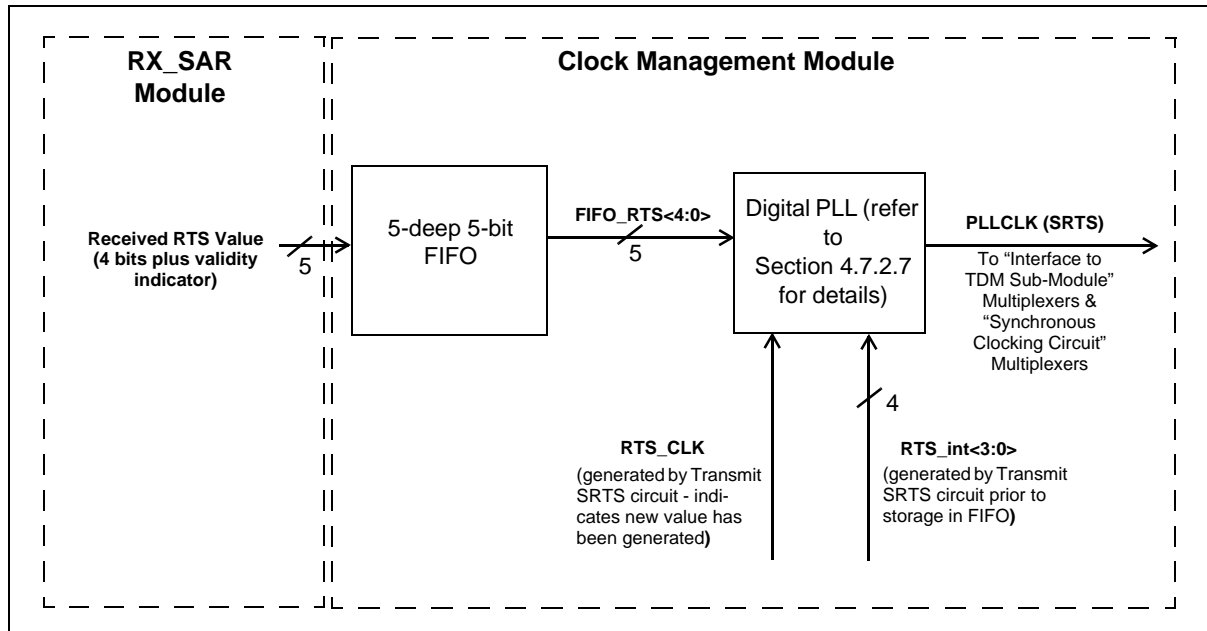 RX_SAR
Module
Clock Management Module
Received RTS Value
(4 bits plus validity
indicator)
5
5-deep 5-bit
FIFO
FIFO_RTS<4:0>
5
Digital PLL (refer
to
Section 4.7.2.7
for details)
PLLCLK (SRTS)
To “Interface to
TDM Sub-Module”
Multiplexers &
“Synchronous
Clocking Circuit”
Multiplexers
4
RTS_CLK
(generated by Transmit
SRTS circuit - indi-
cates new value has
been generated)
RTS_int<3:0>
(generated by Transmit
SRTS circuit prior to
storage in FIFO)